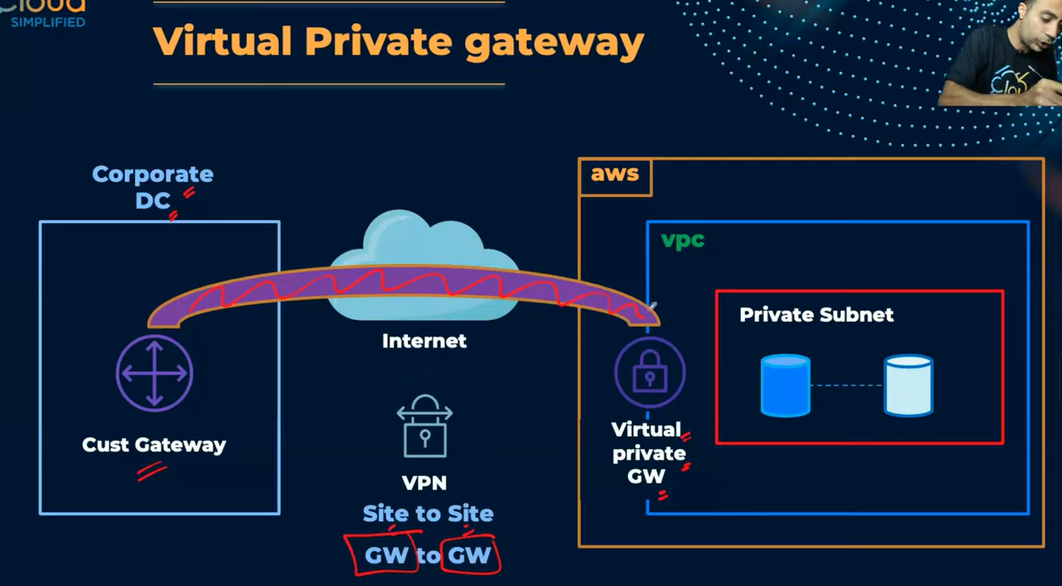 Cloud
SIMPLIFIED
Virtual Private gateway
Corporate
DC
aws
vpc
Private Subnet
Internet
Cust Gateway
Virtual
private
GW
VPN
Site to Site
GW to GW